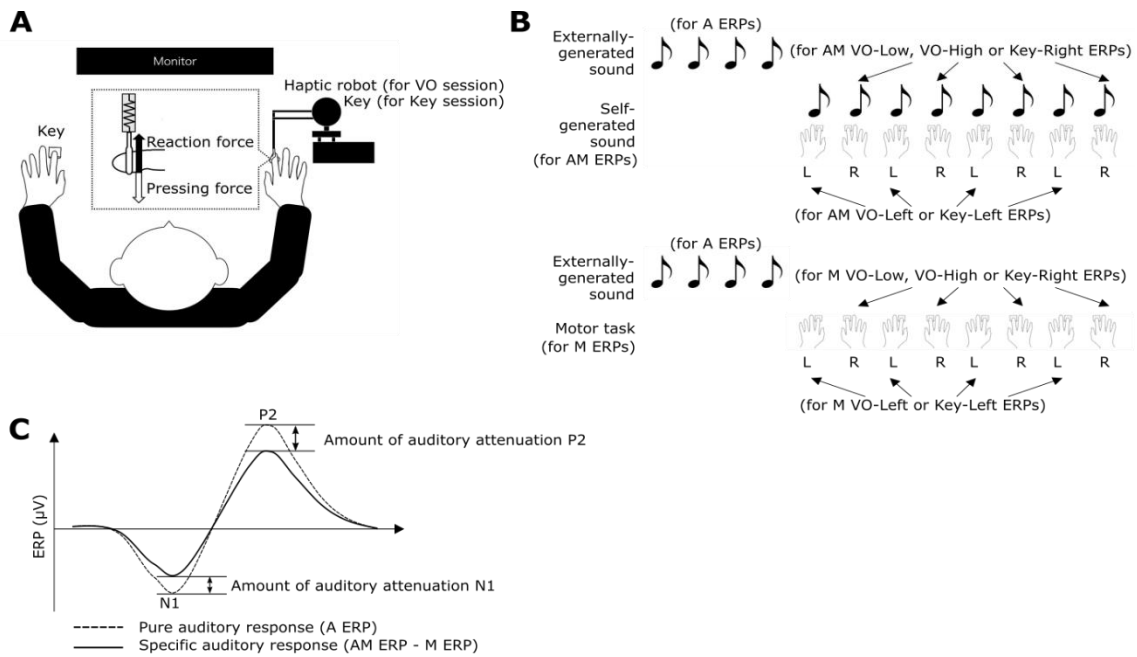 A
Monitor
Haptic robot (for VO session)
Key (for Key session)
Key
Reaction force
Pressing force
B
(for A ERPs)
Externally-
generated
sound
(for AM VO-Low, VO-High or Key-Right ERPs)
Self-
generated
sound
(for AM ERPs)
L R L R L R L R
(for AM VO-Left or Key-Left ERPs)
(for A ERPs)
Externally-
generated
sound
(for M VO-Low, VO-High or Key-Right ERPs)
Motor task
(for M ERPs)
L R L R L R L R
(for M VO-Left or Key-Left ERPs)
C
P2
Amount of auditory attenuation P2
ERP (µV)
Amount of auditory attenuation N1
N1
Pure auditory response (A ERP)
Specific auditory response (AM ERP - M ERP)